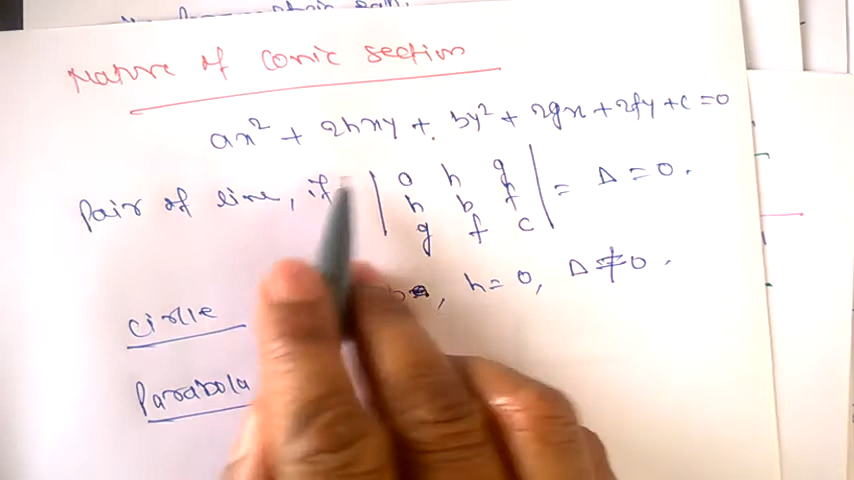 Nature of conic section
ax² + 2hxy + by² + 2gx + 2fy + c = 0
Pair of line, if | a h g |
| h b f | = Δ = 0.
| g f c |
Circle b, h = 0, Δ ≠ 0.
Parabola